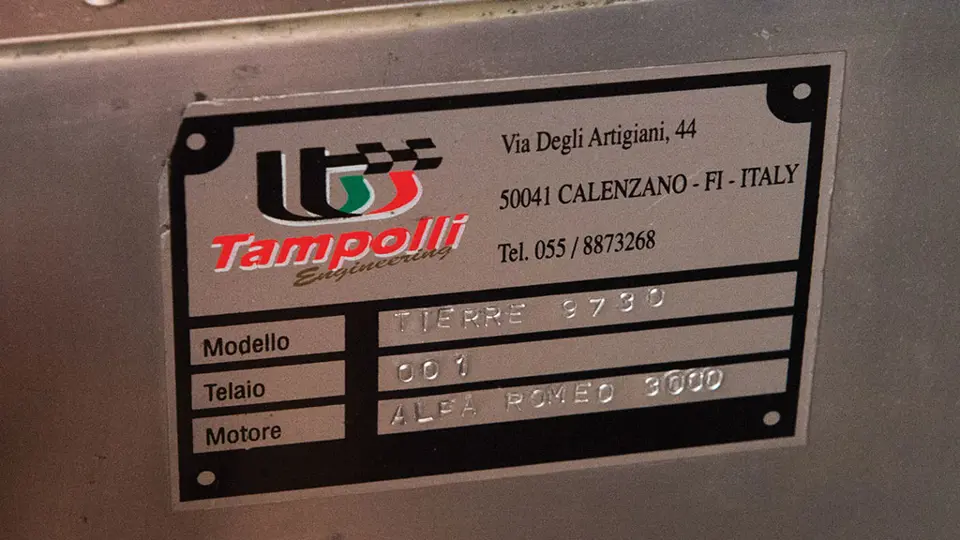 Via Degli Artigiani, 44
50041 CALENZANO - FI - ITALY
Tel. 055 / 8873268
Tampolli
Engineering
Modello TIERRE 9730
Telaio 001
Motore ALFA ROMEO 3000